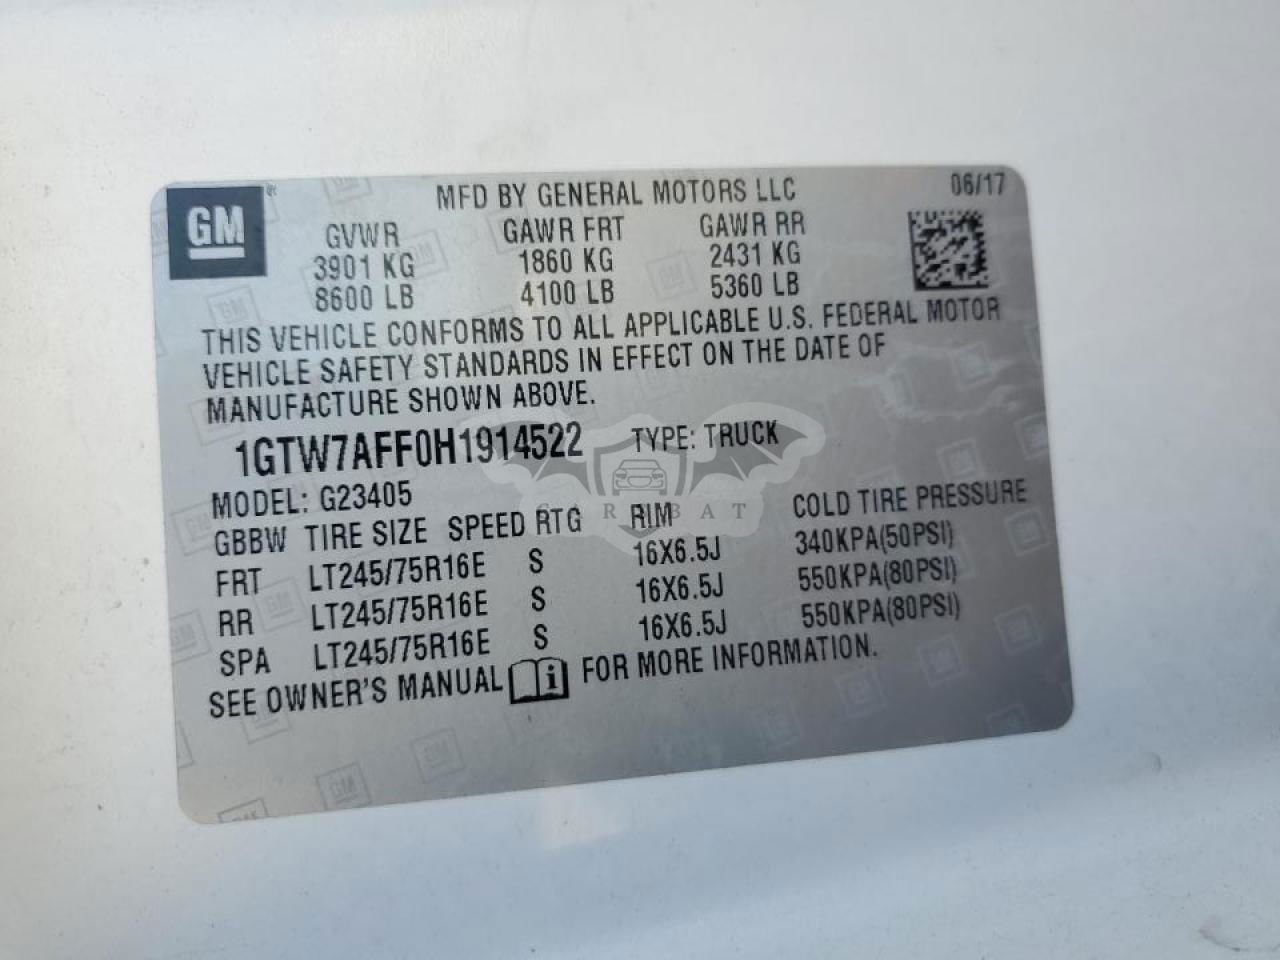 GM
MFD BY GENERAL MOTORS LLC 06/17
GVWR GAWR FRT GAWR RR
3901 KG 1860 KG 2431 KG
8600 LB 4100 LB 5360 LB
THIS VEHICLE CONFORMS TO ALL APPLICABLE U.S. FEDERAL MOTOR
VEHICLE SAFETY STANDARDS IN EFFECT ON THE DATE OF
MANUFACTURE SHOWN ABOVE.
1GTW7AFF0H1914522 TYPE: TRUCK
MODEL: G23405
GBBW TIRE SIZE SPEED RTG RIM COLD TIRE PRESSURE
FRT LT245/75R16E S 16X6.5J 340KPA(50PSI)
RR LT245/75R16E S 16X6.5J 550KPA(80PSI)
SPA LT245/75R16E S 16X6.5J 550KPA(80PSI)
SEE OWNER'S MANUAL i FOR MORE INFORMATION.